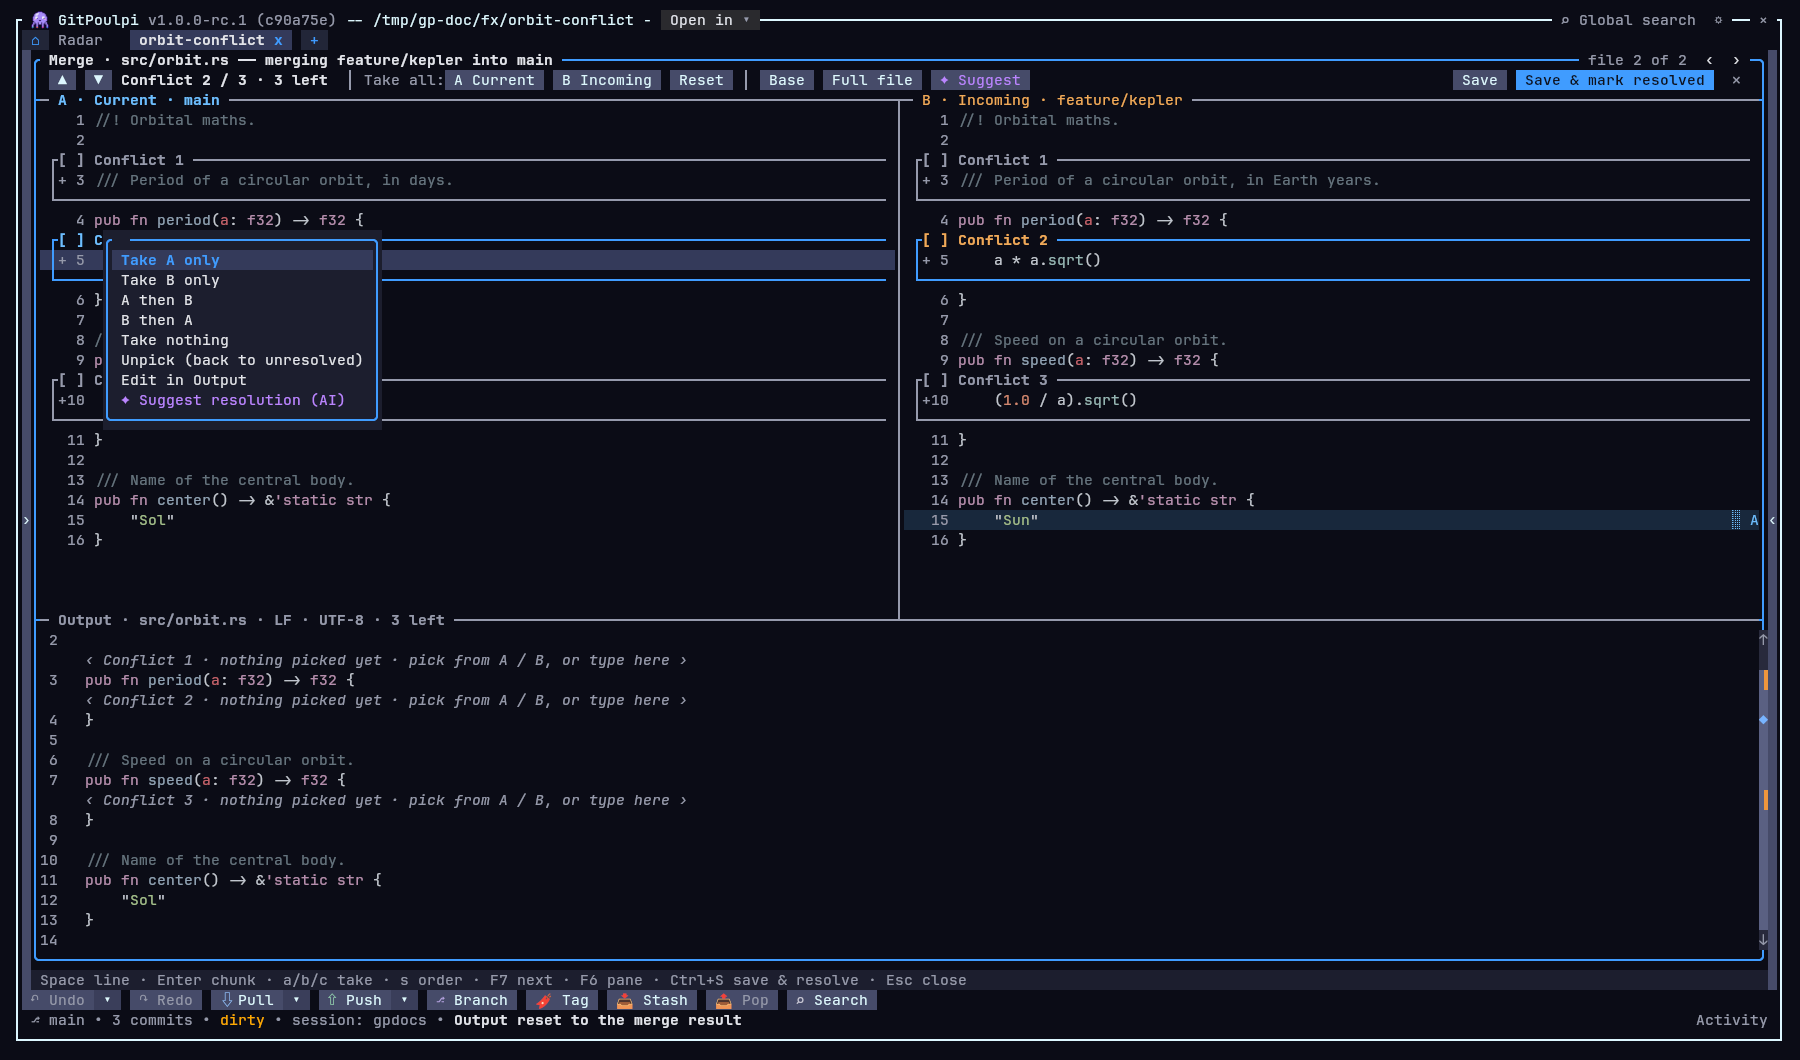 GitPoulpi v1.0.0-rc.1 (c90a75e) −− /tmp/gp-doc/fx/orbit-conflict - Open in ▾ ⌕ Global search ⚙ ×
⌂ Radar orbit-conflict x +
Merge · src/orbit.rs — merging feature/kepler into main file 2 of 2 ‹ ›
▲ ▼ Conflict 2 / 3 · 3 left │ Take all: A Current B Incoming Reset │ Base Full file ✦ Suggest Save Save & mark resolved ×
A · Current · main
1 //! Orbital maths.
2
[ ] Conflict 1
+ 3 /// Period of a circular orbit, in days.
4 pub fn period(a: f32) -> f32 {
[ ] C
+ 5
6 }
7
8 /
9 p
[ ] C
+10
11 }
12
13 /// Name of the central body.
14 pub fn center() -> &'static str {
15 "Sol"
16 }
Take A only
Take B only
A then B
B then A
Take nothing
Unpick (back to unresolved)
Edit in Output
✦ Suggest resolution (AI)
B · Incoming · feature/kepler
1 //! Orbital maths.
2
[ ] Conflict 1
+ 3 /// Period of a circular orbit, in Earth years.
4 pub fn period(a: f32) -> f32 {
[ ] Conflict 2
+ 5 a * a.sqrt()
6 }
7
8 /// Speed on a circular orbit.
9 pub fn speed(a: f32) -> f32 {
[ ] Conflict 3
+10 (1.0 / a).sqrt()
11 }
12
13 /// Name of the central body.
14 pub fn center() -> &'static str {
15 "Sun" A
16 }
› ‹
Output · src/orbit.rs · LF · UTF-8 · 3 left
2
‹ Conflict 1 · nothing picked yet · pick from A / B, or type here ›
3 pub fn period(a: f32) -> f32 {
‹ Conflict 2 · nothing picked yet · pick from A / B, or type here ›
4 }
5
6 /// Speed on a circular orbit.
7 pub fn speed(a: f32) -> f32 {
‹ Conflict 3 · nothing picked yet · pick from A / B, or type here ›
8 }
9
10 /// Name of the central body.
11 pub fn center() -> &'static str {
12 "Sol"
13 }
14
Space line · Enter chunk · a/b/c take · s order · F7 next · F6 pane · Ctrl+S save & resolve · Esc close
↶ Undo ▾ ↷ Redo ⇩ Pull ▾ ⇧ Push ▾ ⎇ Branch 🔖 Tag 📥 Stash 📤 Pop ⌕ Search
⎇ main • 3 commits • dirty • session: gpdocs • Output reset to the merge result Activity